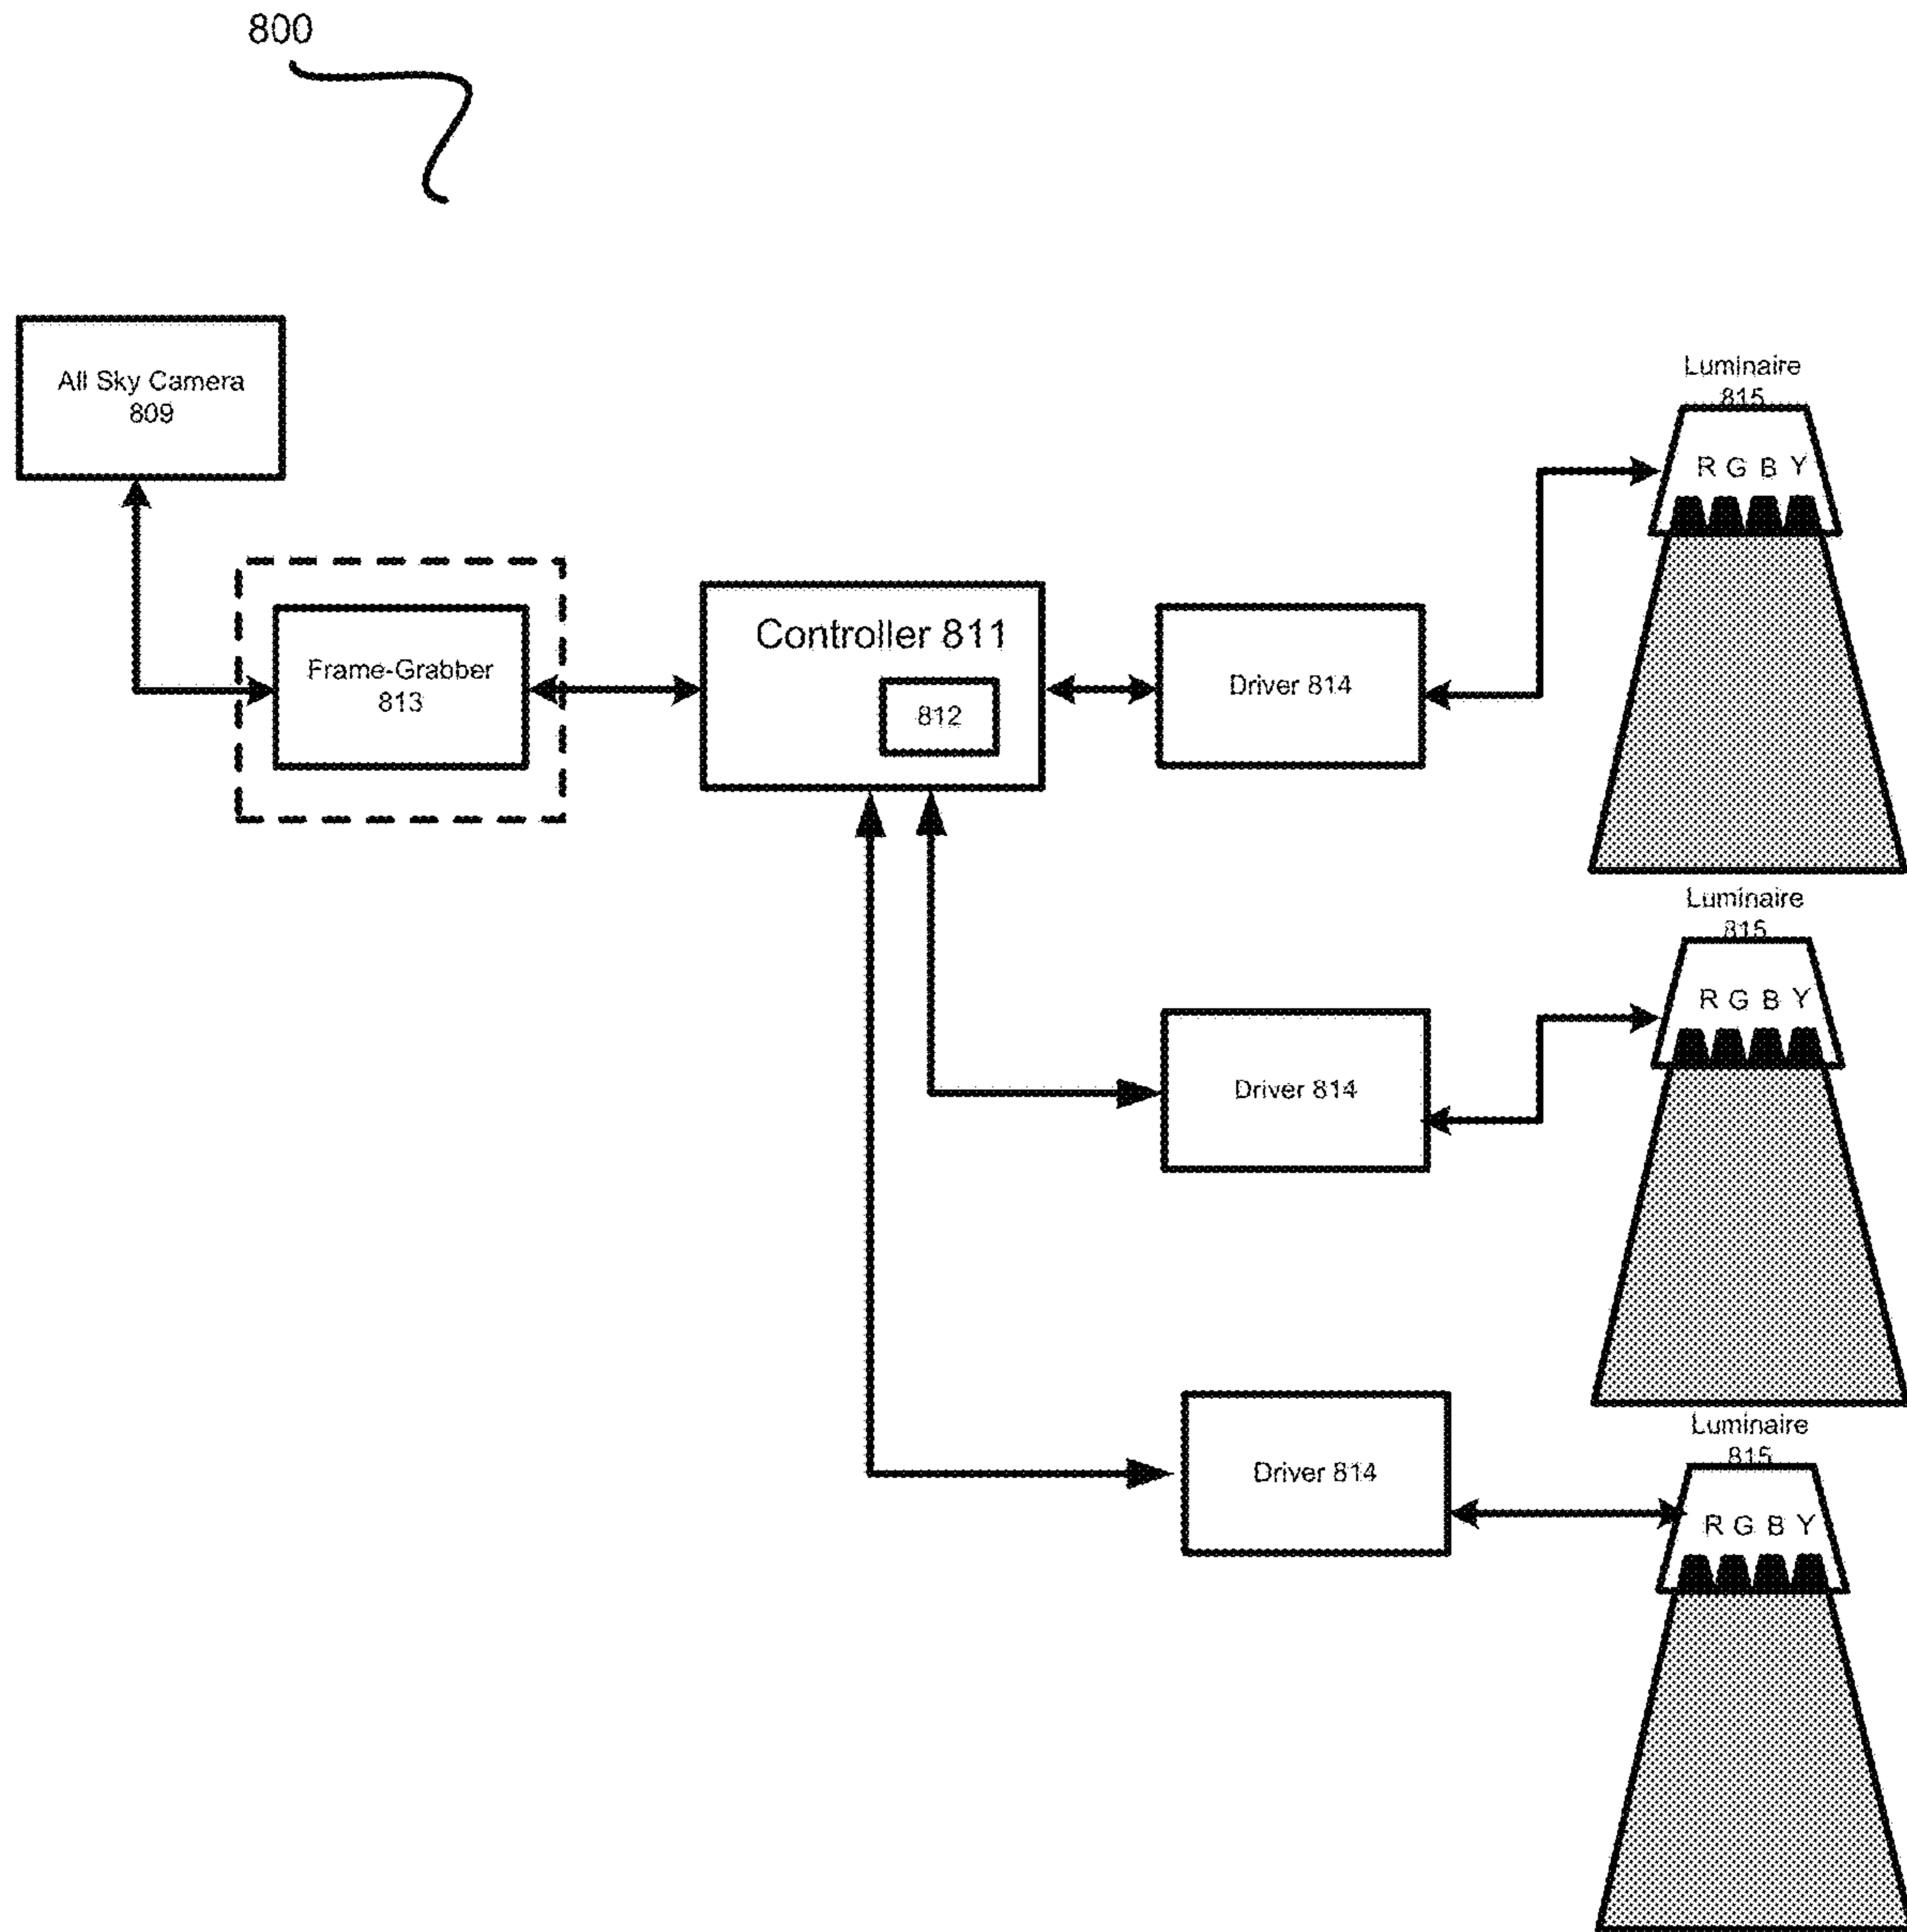 800
All Sky Camera
809
Frame-Grabber
813
Controller 811
812
Driver 814
Luminaire
815
R G B Y
Driver 814
Luminaire
815
R G B Y
Driver 814
Luminaire
815
R G B Y